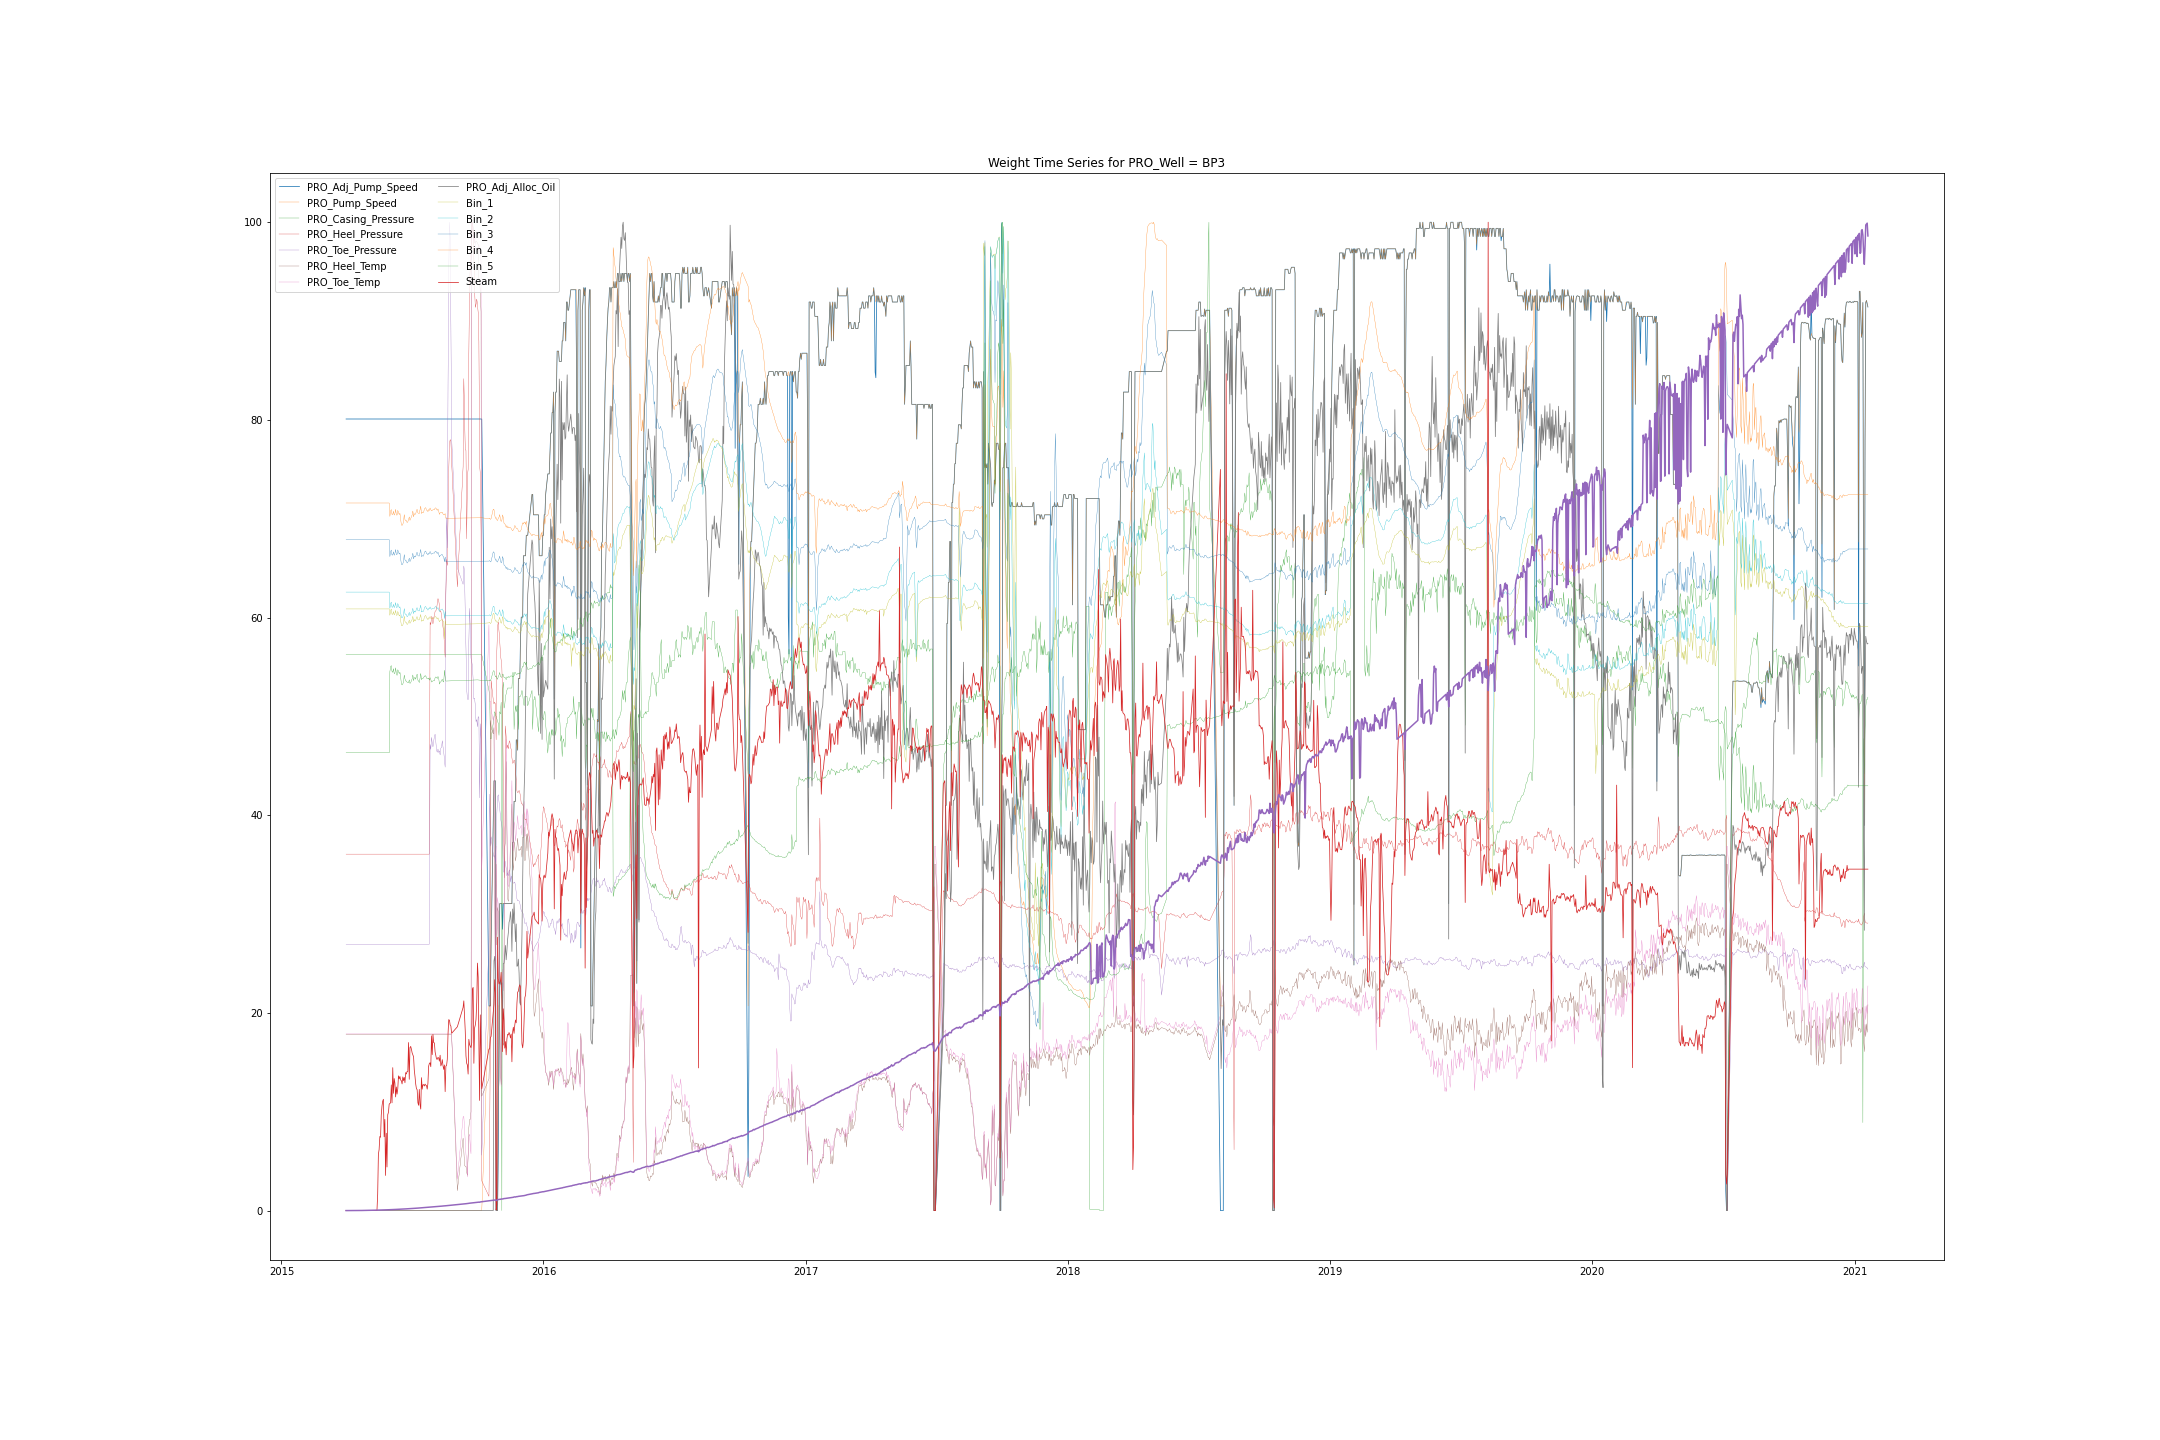 Weight Time Series for PRO_Well = BP3
PRO_Adj_Pump_Speed
PRO_Pump_Speed
PRO_Casing_Pressure
PRO_Heel_Pressure
PRO_Toe_Pressure
PRO_Heel_Temp
PRO_Toe_Temp
PRO_Adj_Alloc_Oil
Bin_1
Bin_2
Bin_3
Bin_4
Bin_5
Steam
100
80
60
40
20
0
2015 2016 2017 2018 2019 2020 2021